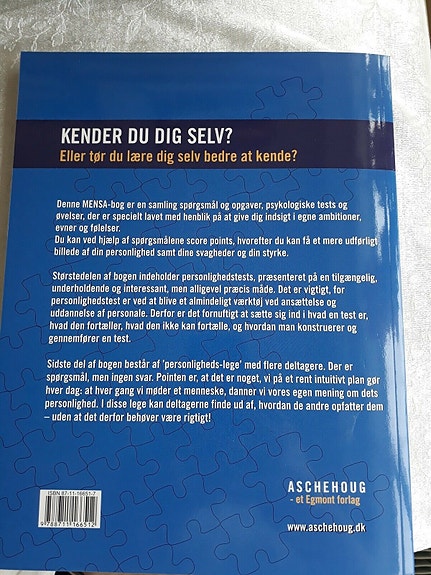 KENDER DU DIG SELV?
Eller tør du lære dig selv bedre at kende?
Denne MENSA-bog er en samling spørgsmål og opgaver, psykologiske tests og
øvelser, der er specielt lavet med henblik på at give dig indsigt i egne ambitioner,
evner og følelser.
Du kan ved hjælp af spørgsmålene score points, hvorefter du kan få et mere udførligt
billede af din personlighed samt dine svagheder og din styrke.
Størstedelen af bogen indeholder personlighedstests, præsenteret på en tilgængelig,
underholdende og interessant, men alligevel præcis måde. Det er vigtigt, for
personlighedstest er ved at blive et almindeligt værktøj ved ansættelse og
uddannelse af personale. Derfor er det fornuftigt at sætte sig ind i hvad en test er,
hvad den fortæller, hvad den ikke kan fortælle, og hvordan man konstruerer og
gennemfører en test.
Sidste del af bogen består af 'personligheds-lege' med flere deltagere. Der er
spørgsmål, men ingen svar. Pointen er, at det er noget, vi på et rent intuitivt plan gør
hver dag: at hver gang vi møder et menneske, danner vi vores egen mening om dets
personlighed. I disse lege kan deltagerne finde ud af, hvordan de andre opfatter dem
– uden at det derfor behøver være rigtigt!
ISBN 87-11-16651-7
9788711166512
ASCHEHOUG
- et Egmont forlag
www.aschehoug.dk